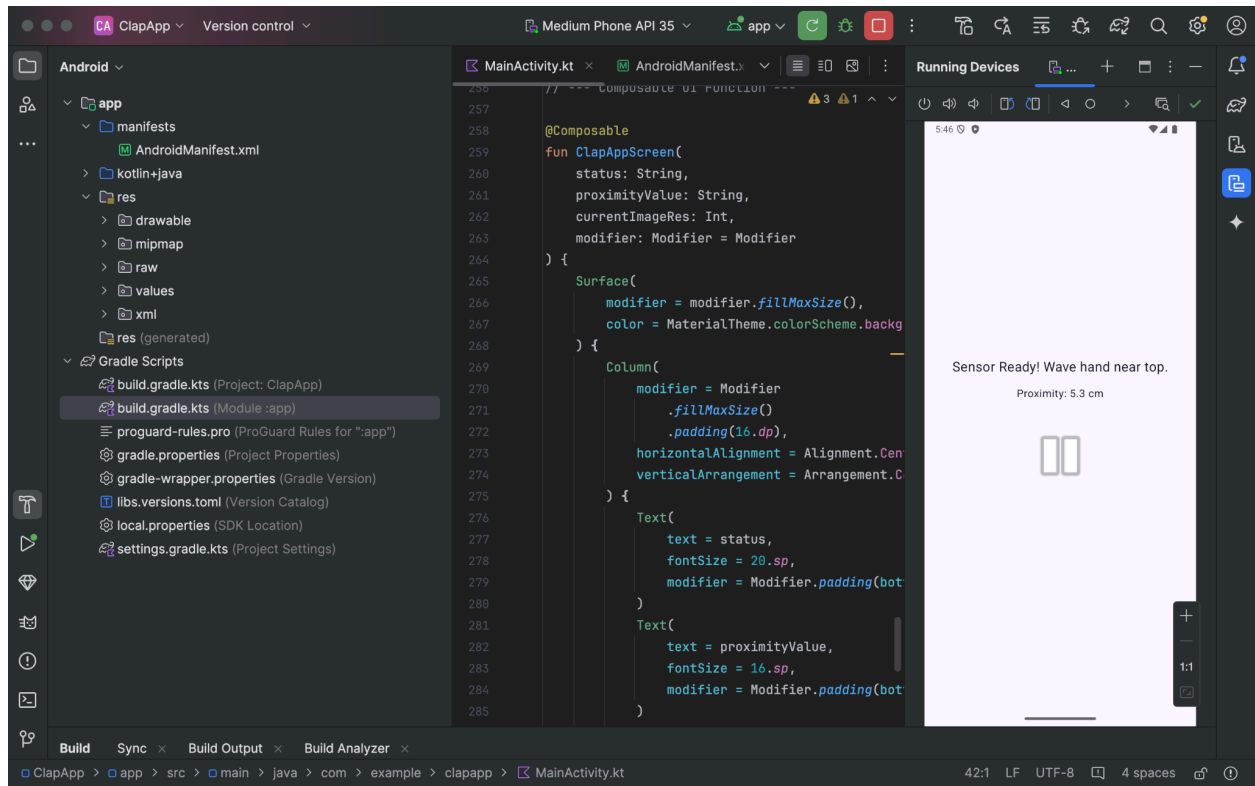 CA ClapApp Version control Medium Phone API 35 app
Android
app
manifests
AndroidManifest.xml
kotlin+java
res
drawable
mipmap
raw
values
xml
res (generated)
Gradle Scripts
build.gradle.kts (Project: ClapApp)
build.gradle.kts (Module :app)
proguard-rules.pro (ProGuard Rules for ":app")
gradle.properties (Project Properties)
gradle-wrapper.properties (Gradle Version)
libs.versions.toml (Version Catalog)
local.properties (SDK Location)
settings.gradle.kts (Project Settings)
MainActivity.kt AndroidManifest.x
3 1
256 // --- Composable UI Function ---
257
258 @Composable
259 fun ClapAppScreen(
260 status: String,
261 proximityValue: String,
262 currentImageRes: Int,
263 modifier: Modifier = Modifier
264 ) {
265 Surface(
266 modifier = modifier.fillMaxSize(),
267 color = MaterialTheme.colorScheme.backg
268 ) {
269 Column(
270 modifier = Modifier
271 .fillMaxSize()
272 .padding(16.dp),
273 horizontalAlignment = Alignment.Cen
274 verticalArrangement = Arrangement.C
275 ) {
276 Text(
277 text = status,
278 fontSize = 20.sp,
279 modifier = Modifier.padding(bot
280 )
281 Text(
282 text = proximityValue,
283 fontSize = 16.sp,
284 modifier = Modifier.padding(bot
285 )
Running Devices ...
5:46
Sensor Ready! Wave hand near top.
Proximity: 5.3 cm
1:1
Build Sync Build Output Build Analyzer
ClapApp > app > src > main > java > com > example > clapapp > MainActivity.kt
42:1 LF UTF-8 4 spaces